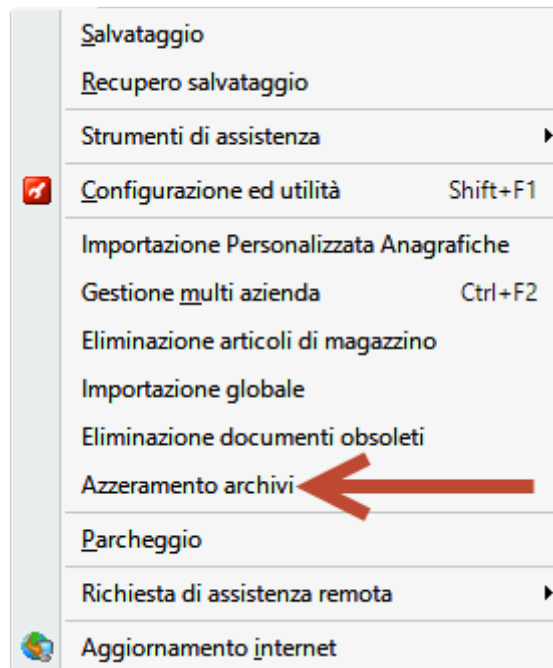 Salvataggio
Recupero salvataggio
Strumenti di assistenza
Configurazione ed utilità Shift+F1
Importazione Personalizzata Anagrafiche
Gestione multi azienda Ctrl+F2
Eliminazione articoli di magazzino
Importazione globale
Eliminazione documenti obsoleti
Azzeramento archivi
Parcheggio
Richiesta di assistenza remota
Aggiornamento internet